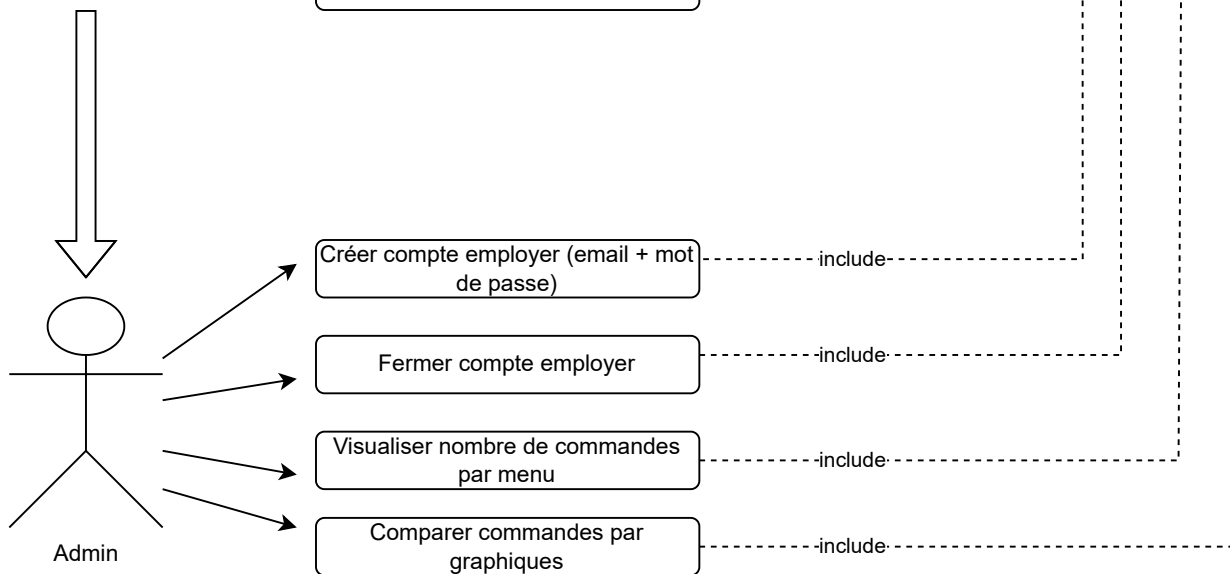 Créer compte employer (email + mot
de passe)
include
Fermer compte employer
include
Visualiser nombre de commandes
par menu
include
Comparer commandes par
graphiques
include
Admin